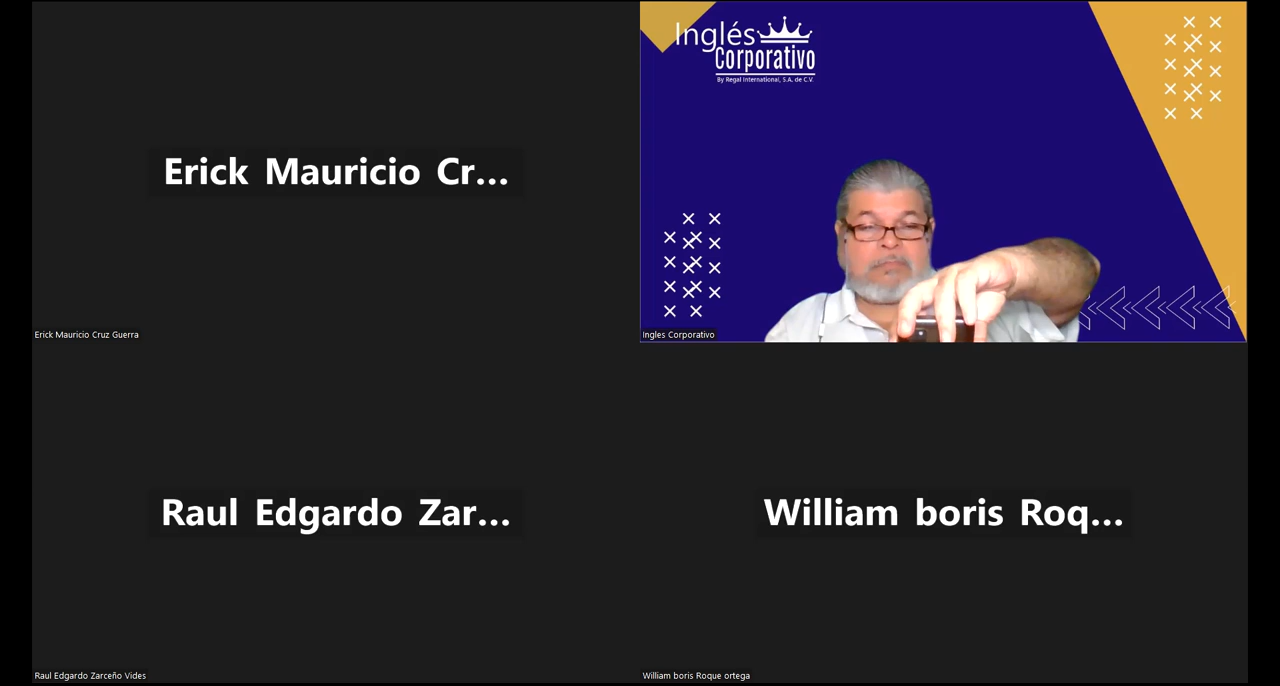 Erick Mauricio Cr...
Erick Mauricio Cruz Guerra
Inglés
Corporativo
By Regal International, S.A. de C.V.
Ingles Corporativo
Raul Edgardo Zar...
Raul Edgardo Zarceño Vides
William boris Roq...
William boris Roque ortega